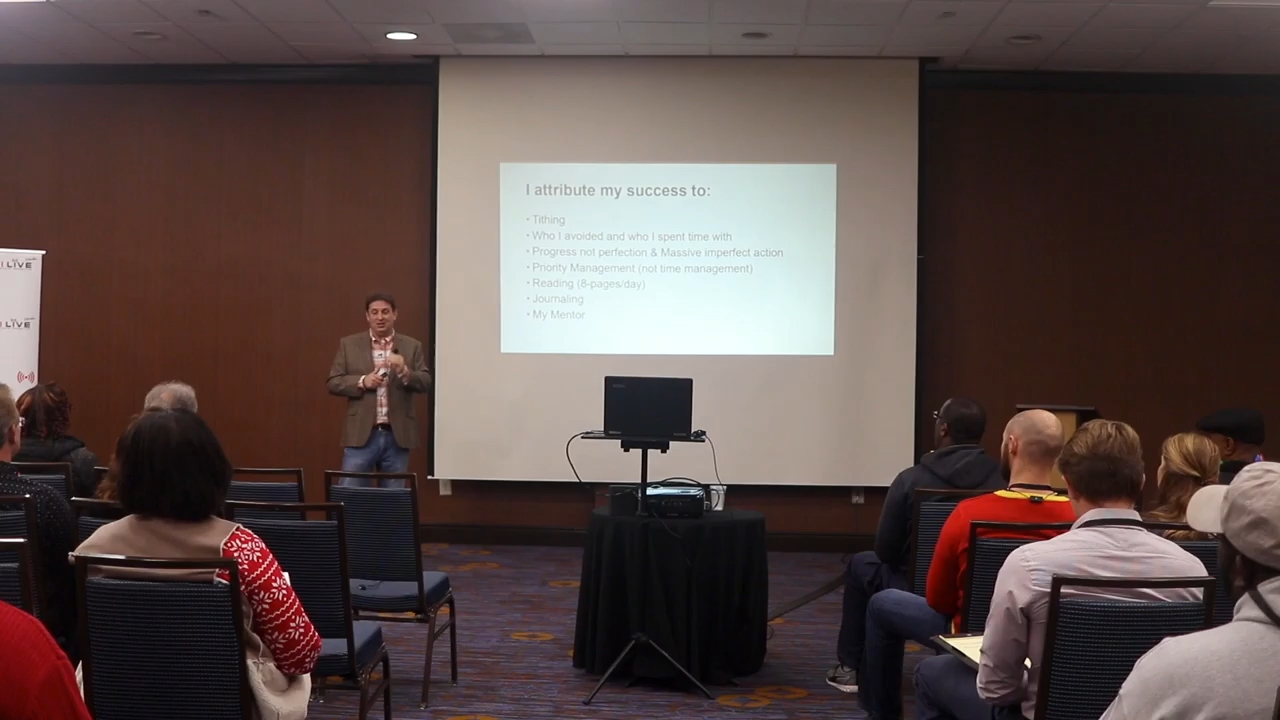 I attribute my success to:
• Tithing
• Who I avoided and who I spent time with
• Progress not perfection & Massive imperfect action
• Priority Management (not time management)
• Reading (8-pages/day)
• Journaling
• My Mentor
I LIVE
I LIVE